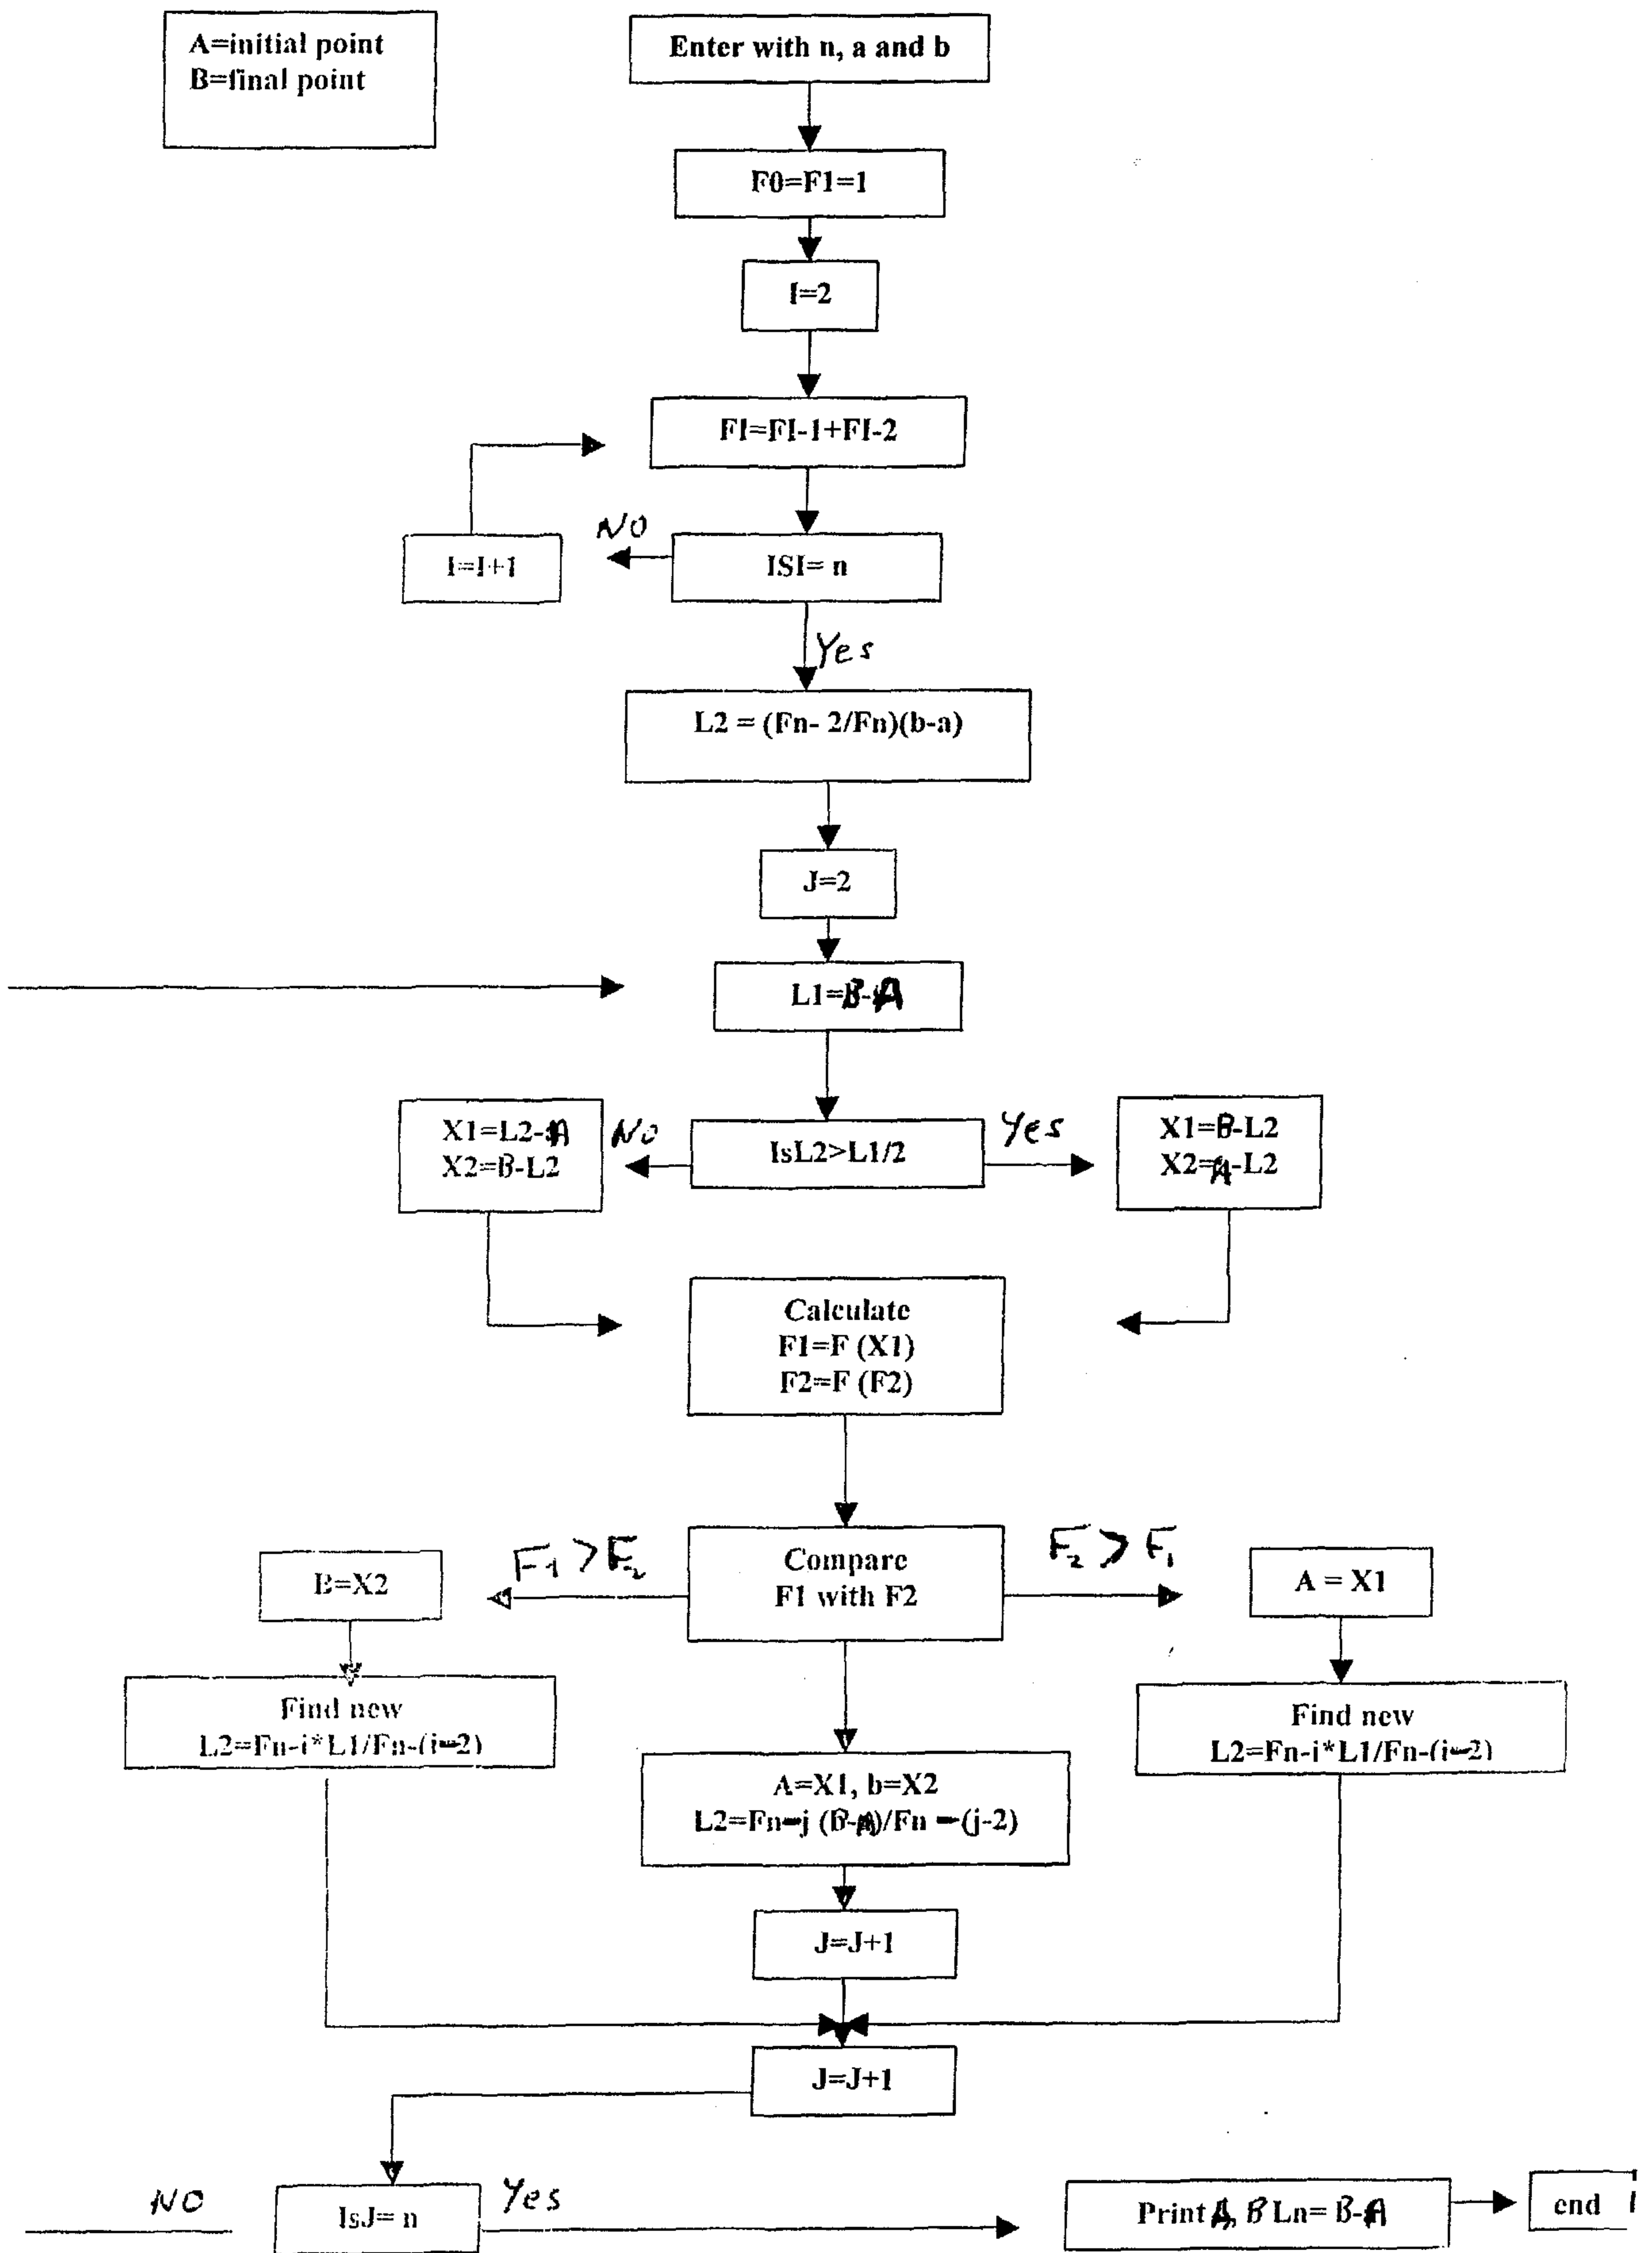 A=initial point
B=final point
Enter with n, a and b
F0=F1=1
I=2
FI=FI-1+FI-2
NO
I=I+1
ISI= n
Yes
L2 = (Fn- 2/Fn)(b-a)
J=2
L1=B-A
X1=L2-A
X2=B-L2
NO
IsL2>L1/2
Yes
X1=B-L2
X2=A-L2
Calculate
F1=F (X1)
F2=F (F2)
B=X2
F1 >F2
Compare
F1 with F2
F2 > F1
A = X1
Find new
L2=Fn-j*L1/Fn-(j-2)
Find new
L2=Fn-j*L1/Fn-(j-2)
A=X1, b=X2
L2=Fn-j (B-A)/Fn -(j-2)
J=J+1
J=J+1
NO
IsJ= n
Yes
Print A, B Ln= B-A
end